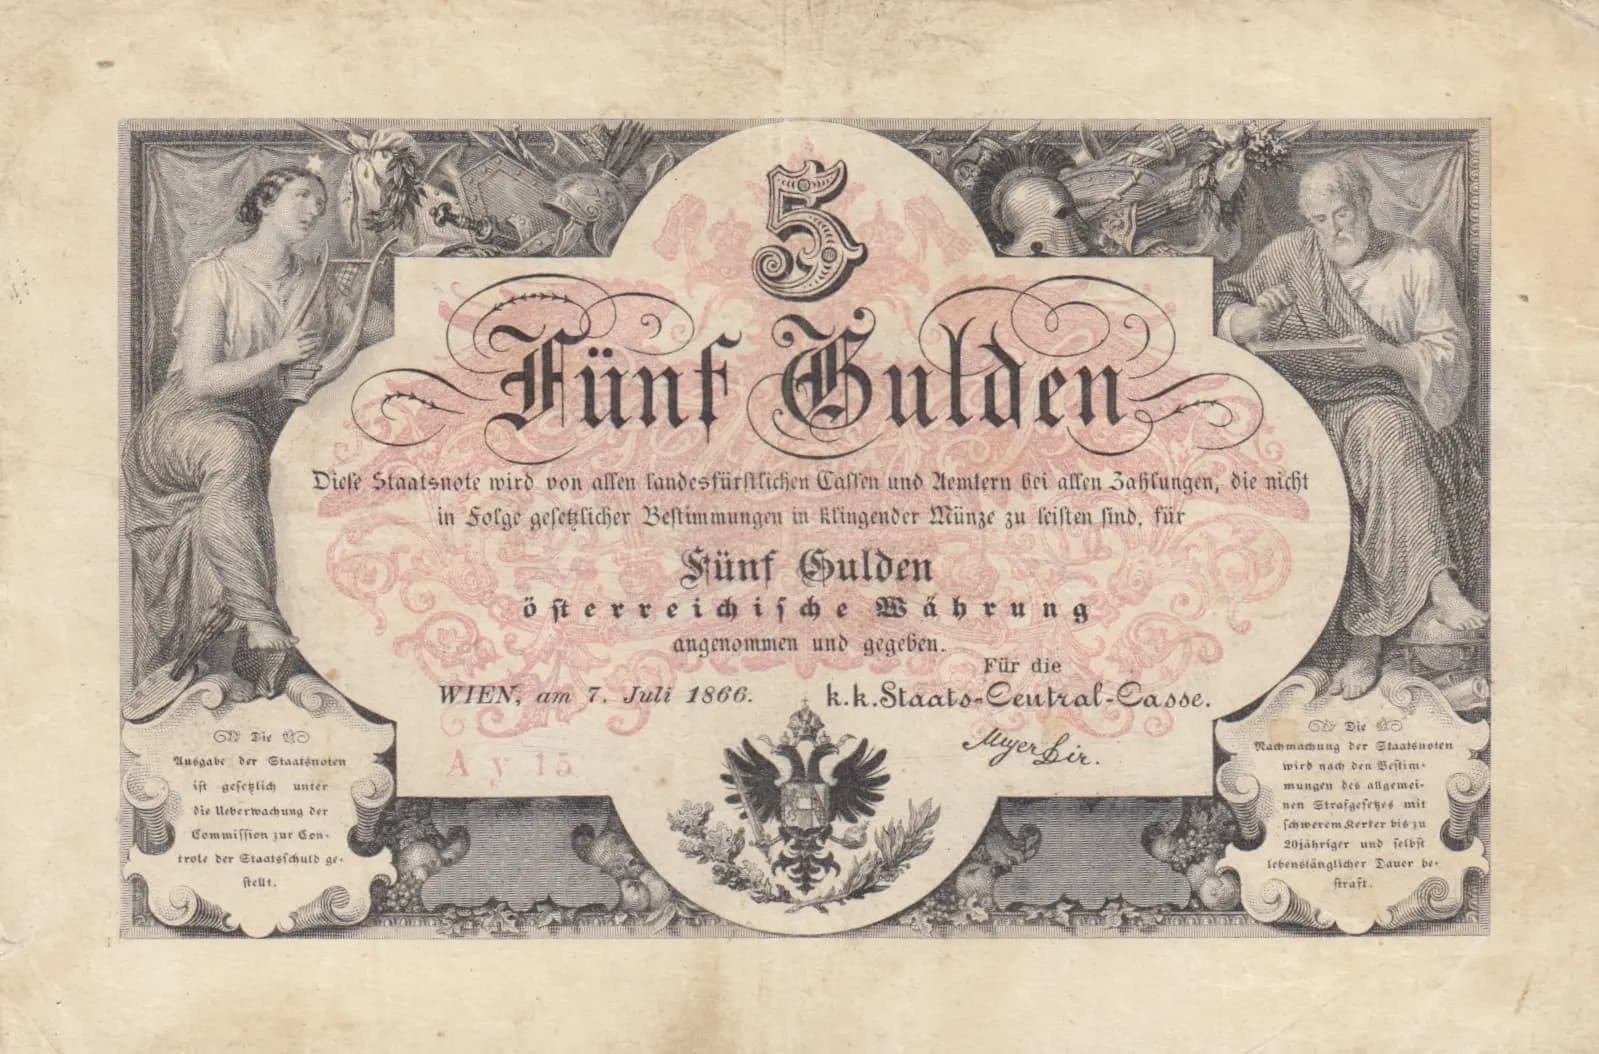 5
Fünf Gulden
Diese Staatsnote wird von allen landesfürstlichen Cassen und Aemtern bei allen Zahlungen, die nicht
in Folge gesetzlicher Bestimmungen in klingender Münze zu leisten sind, für
Fünf Gulden
österreichische Währung
angenommen und gegeben.
Für die
WIEN, am 7. Juli 1866.
k.k. Staats-Central-Casse.
Mayer Dir.
A y 15
Die
Ausgabe der Staatsnoten
ist gesetzlich unter
die Ueberwachung der
Commission zur Con-
trole der Staatsschuld ge-
stellt.
Die
Nachmachung der Staatsnoten
wird nach den Bestim-
mungen des allgemei-
nen Strafgesetzes mit
schwerem Kerker bis zu
20jähriger und selbst
lebenslänglicher Dauer be-
straft.